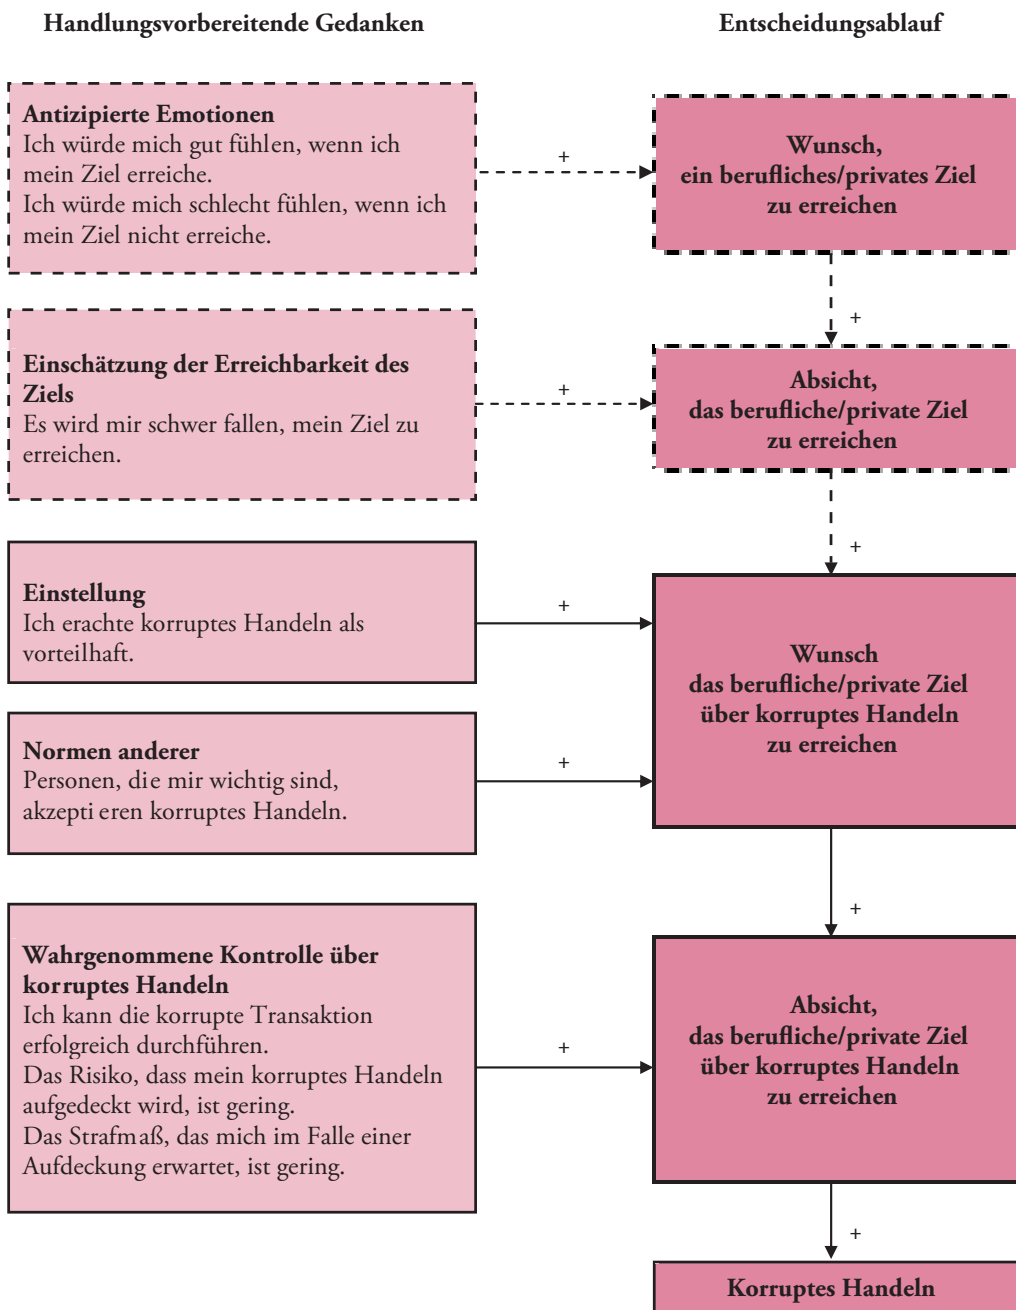 Handlungsvorbereitende Gedanken
Entscheidungsablauf
Antizipierte Emotionen
Ich würde mich gut fühlen, wenn ich
mein Ziel erreiche.
Ich würde mich schlecht fühlen, wenn ich
mein Ziel nicht erreiche.
+
Wunsch,
ein berufliches/privates Ziel
zu erreichen
+
Einschätzung der Erreichbarkeit des
Ziels
Es wird mir schwer fallen, mein Ziel zu
erreichen.
+
Absicht,
das berufliche/private Ziel
zu erreichen
+
Einstellung
Ich erachte korruptes Handeln als
vorteilhaft.
+
Wunsch
das berufliche/private Ziel
über korruptes Handeln
zu erreichen
Normen anderer
Personen, die mir wichtig sind,
akzeptieren korruptes Handeln.
+
+
Wahrgenommene Kontrolle über
korruptes Handeln
Ich kann die korrupte Transaktion
erfolgreich durchführen.
Das Risiko, dass mein korruptes Handeln
aufgedeckt wird, ist gering.
Das Strafmaß, das mich im Falle einer
Aufdeckung erwartet, ist gering.
+
Absicht,
das berufliche/private Ziel
über korruptes Handeln
zu erreichen
+
Korruptes Handeln